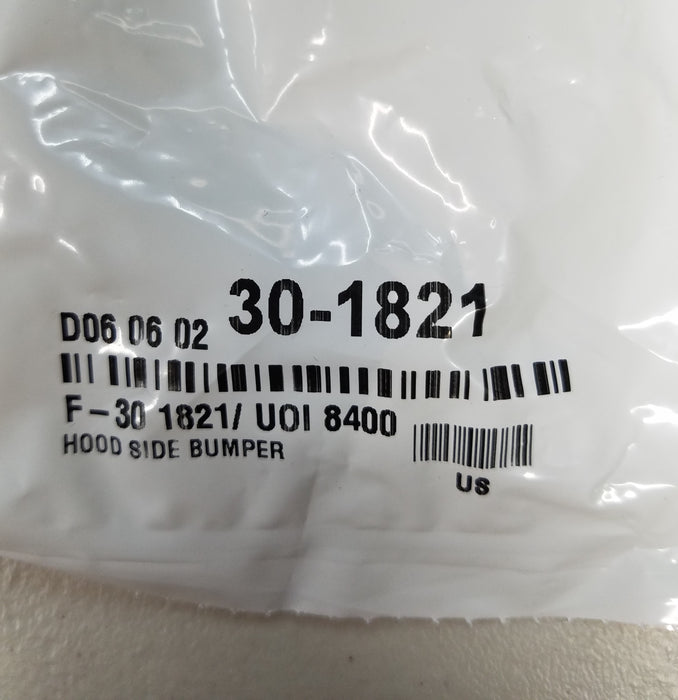 30-1821
D06 06 02
F-30 1821/ UOI 8400
HOOD SIDE BUMPER
US